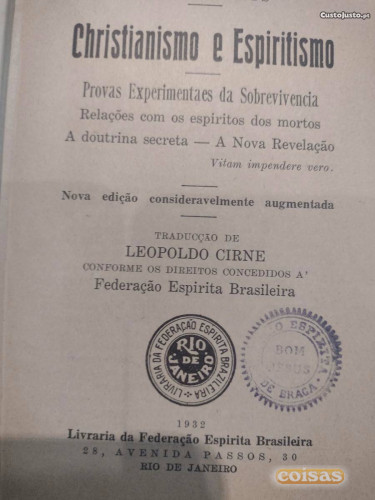 CustoJusto.pt
Christianismo e Espiritismo
Provas Experimentaes da Sobrevivencia
Relações com os espíritos dos mortos
A doutrina secreta — A Nova Revelação
Vitam impendere vero.
Nova edição consideravelmente augmentada
TRADUCÇÃO DE
LEOPOLDO CIRNE
CONFORME OS DIREITOS CONCEDIDOS A'
Federação Espirita Brasileira
LIVRARIA DA FEDERAÇÃO ESPIRITA BRASILEIRA
RIO
DE
JANEIRO
O ESPIRITA
BOM
JESUS
DE BRAGA
1932
Livraria da Federação Espirita Brasileira
28, AVENIDA PASSOS, 30
RIO DE JANEIRO
coisas